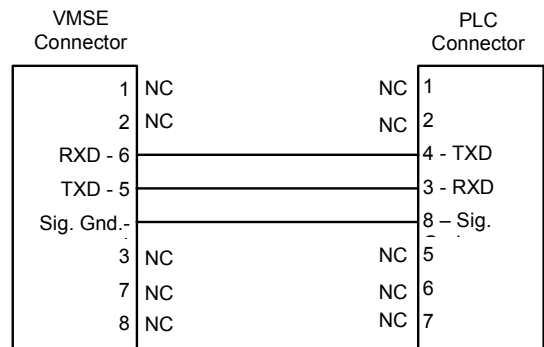 VMSE
Connector
PLC
Connector
1 NC NC 1
2 NC NC 2
RXD - 6 4 - TXD
TXD - 5 3 - RXD
Sig. Gnd.- 8 – Sig.
3 NC NC 5
7 NC NC 6
8 NC NC 7